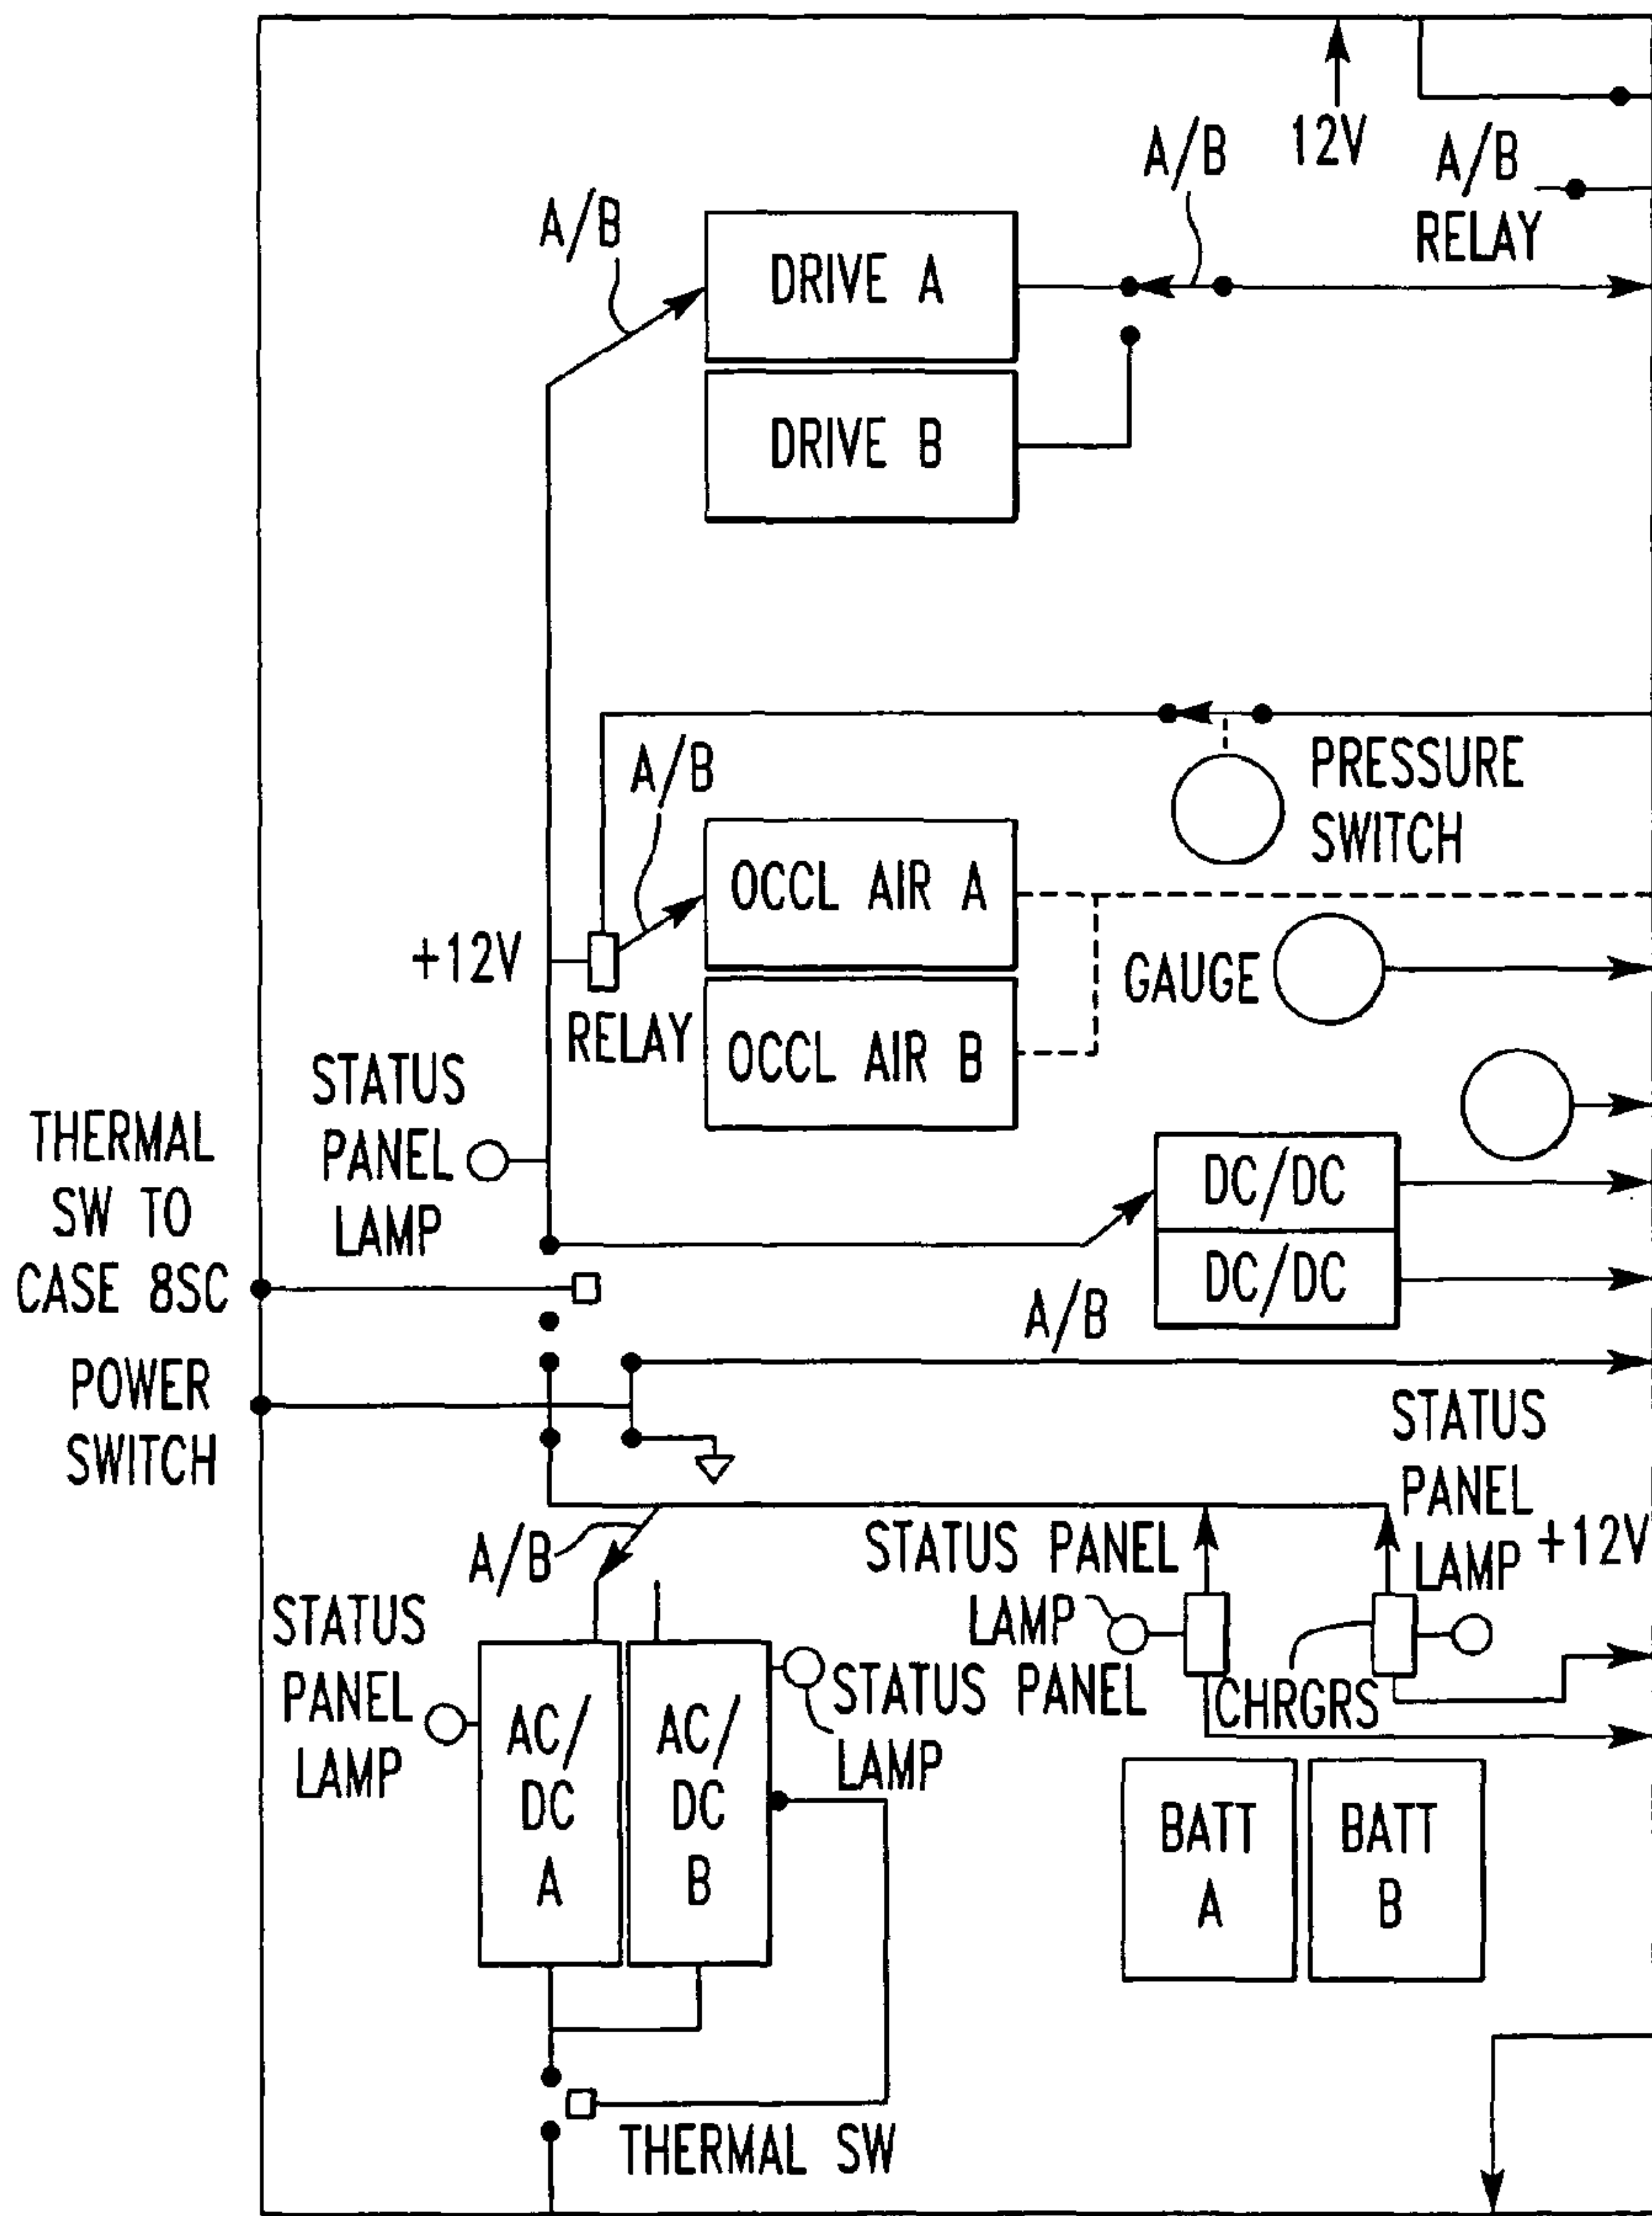 12V
A/B
A/B
RELAY
A/B
DRIVE A
DRIVE B
A/B
PRESSURE
SWITCH
OCCL AIR A
+12V
GAUGE
RELAY
OCCL AIR B
STATUS
PANEL
LAMP
THERMAL
SW TO
CASE 8SC
DC/DC
DC/DC
A/B
POWER
SWITCH
STATUS
PANEL
LAMP
+12V
A/B
STATUS PANEL
LAMP
STATUS
PANEL
LAMP
STATUS PANEL
LAMP
CHRGRS
AC/
DC
A
AC/
DC
B
BATT
A
BATT
B
THERMAL SW